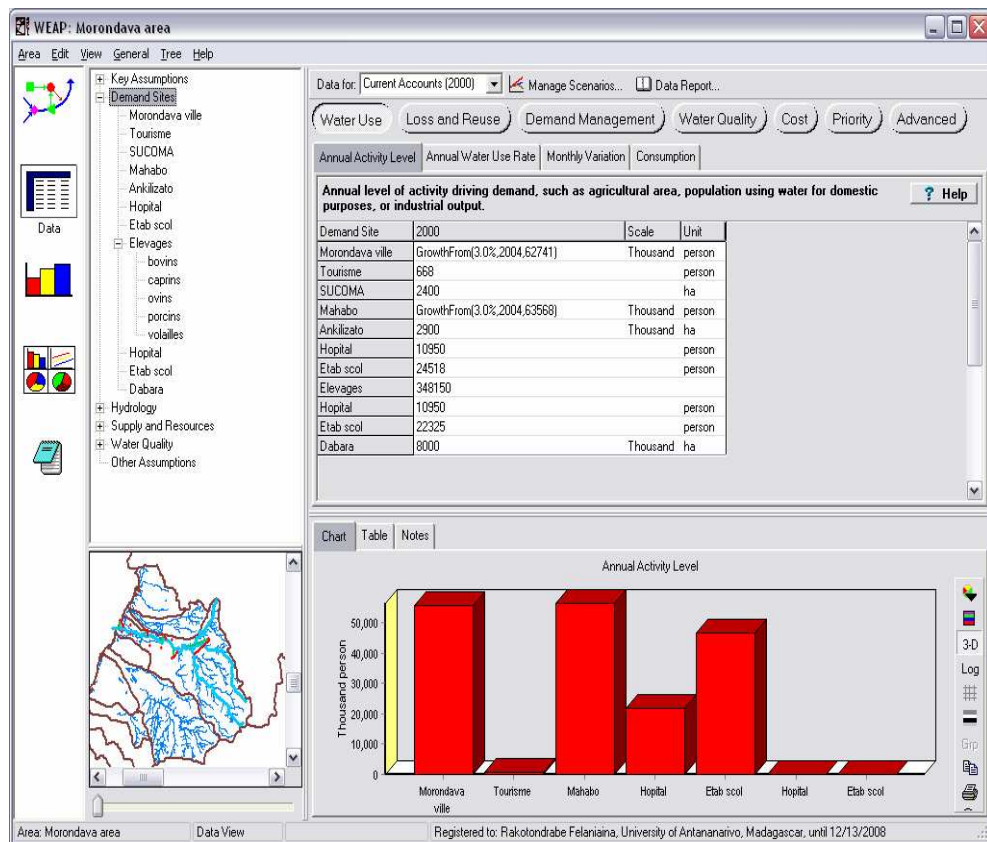 WEAP: Morondava area
Area Edit View General Tree Help
Key Assumptions
Demand Sites
Morondava ville
Tourisme
SUCOMA
Mahabo
Ankilizato
Hopital
Etab scol
Elevages
bovins
caprins
ovins
porcins
volailles
Hopital
Etab scol
Dabara
Hydrology
Supply and Resources
Water Quality
Other Assumptions
Data
Data for: Current Accounts (2000) Manage Scenarios... Data Report...
Water Use Loss and Reuse Demand Management Water Quality Cost Priority Advanced
Annual Activity Level Annual Water Use Rate Monthly Variation Consumption
Annual level of activity driving demand, such as agricultural area, population using water for domestic
purposes, or industrial output.
? Help
Demand Site 2000 Scale Unit
Morondava ville GrowthFrom(3.0%,2004,62741) Thousand person
Tourisme 668 person
SUCOMA 2400 ha
Mahabo GrowthFrom(3.0%,2004,63568) Thousand person
Ankilizato 2900 Thousand ha
Hopital 10950 person
Etab scol 24518 person
Elevages 348150
Hopital 10950 person
Etab scol 22325 person
Dabara 8000 Thousand ha
Chart Table Notes
Annual Activity Level
Thousand person
50,000
40,000
30,000
20,000
10,000
0
Morondava ville Tourisme Mahabo Hopital Etab scol Hopital Etab scol
3-D
Log
Grp
Area: Morondava area Data View Registered to: Rakotondrabe Felaniaina, University of Antananarivo, Madagascar, until 12/13/2008